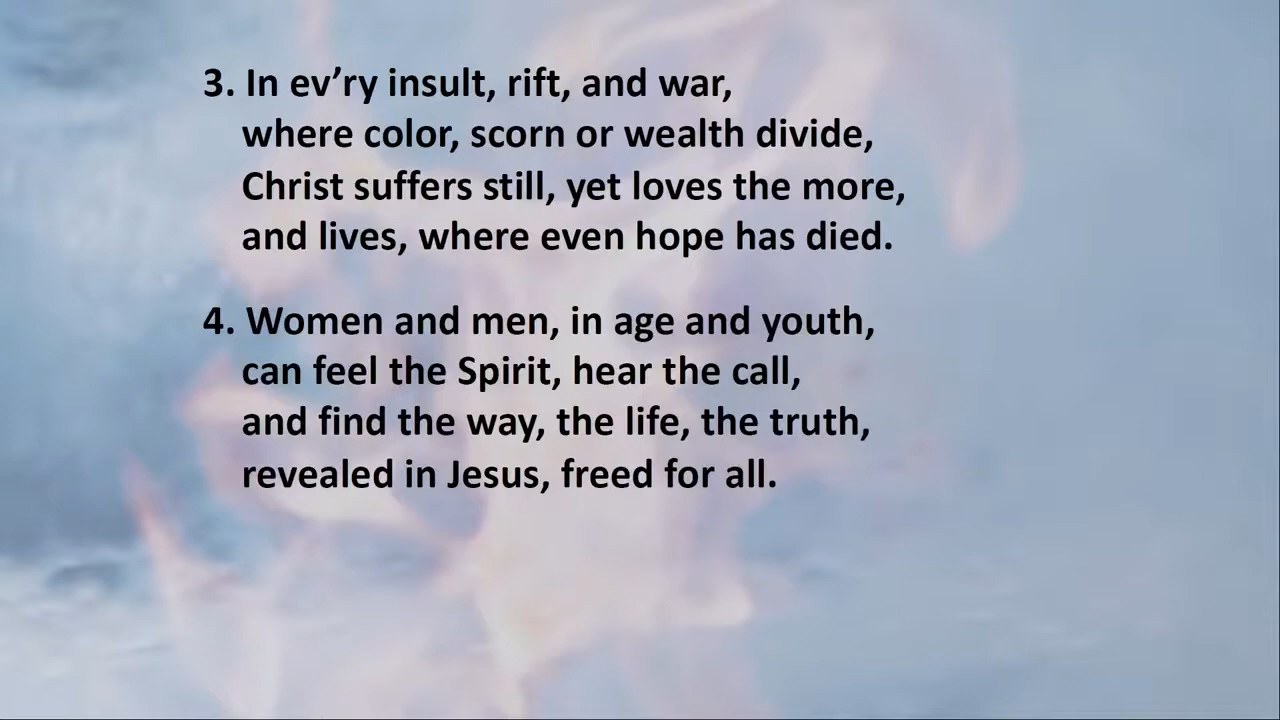 3. In ev’ry insult, rift, and war,
where color, scorn or wealth divide,
Christ suffers still, yet loves the more,
and lives, where even hope has died.
4. Women and men, in age and youth,
can feel the Spirit, hear the call,
and find the way, the life, the truth,
revealed in Jesus, freed for all.